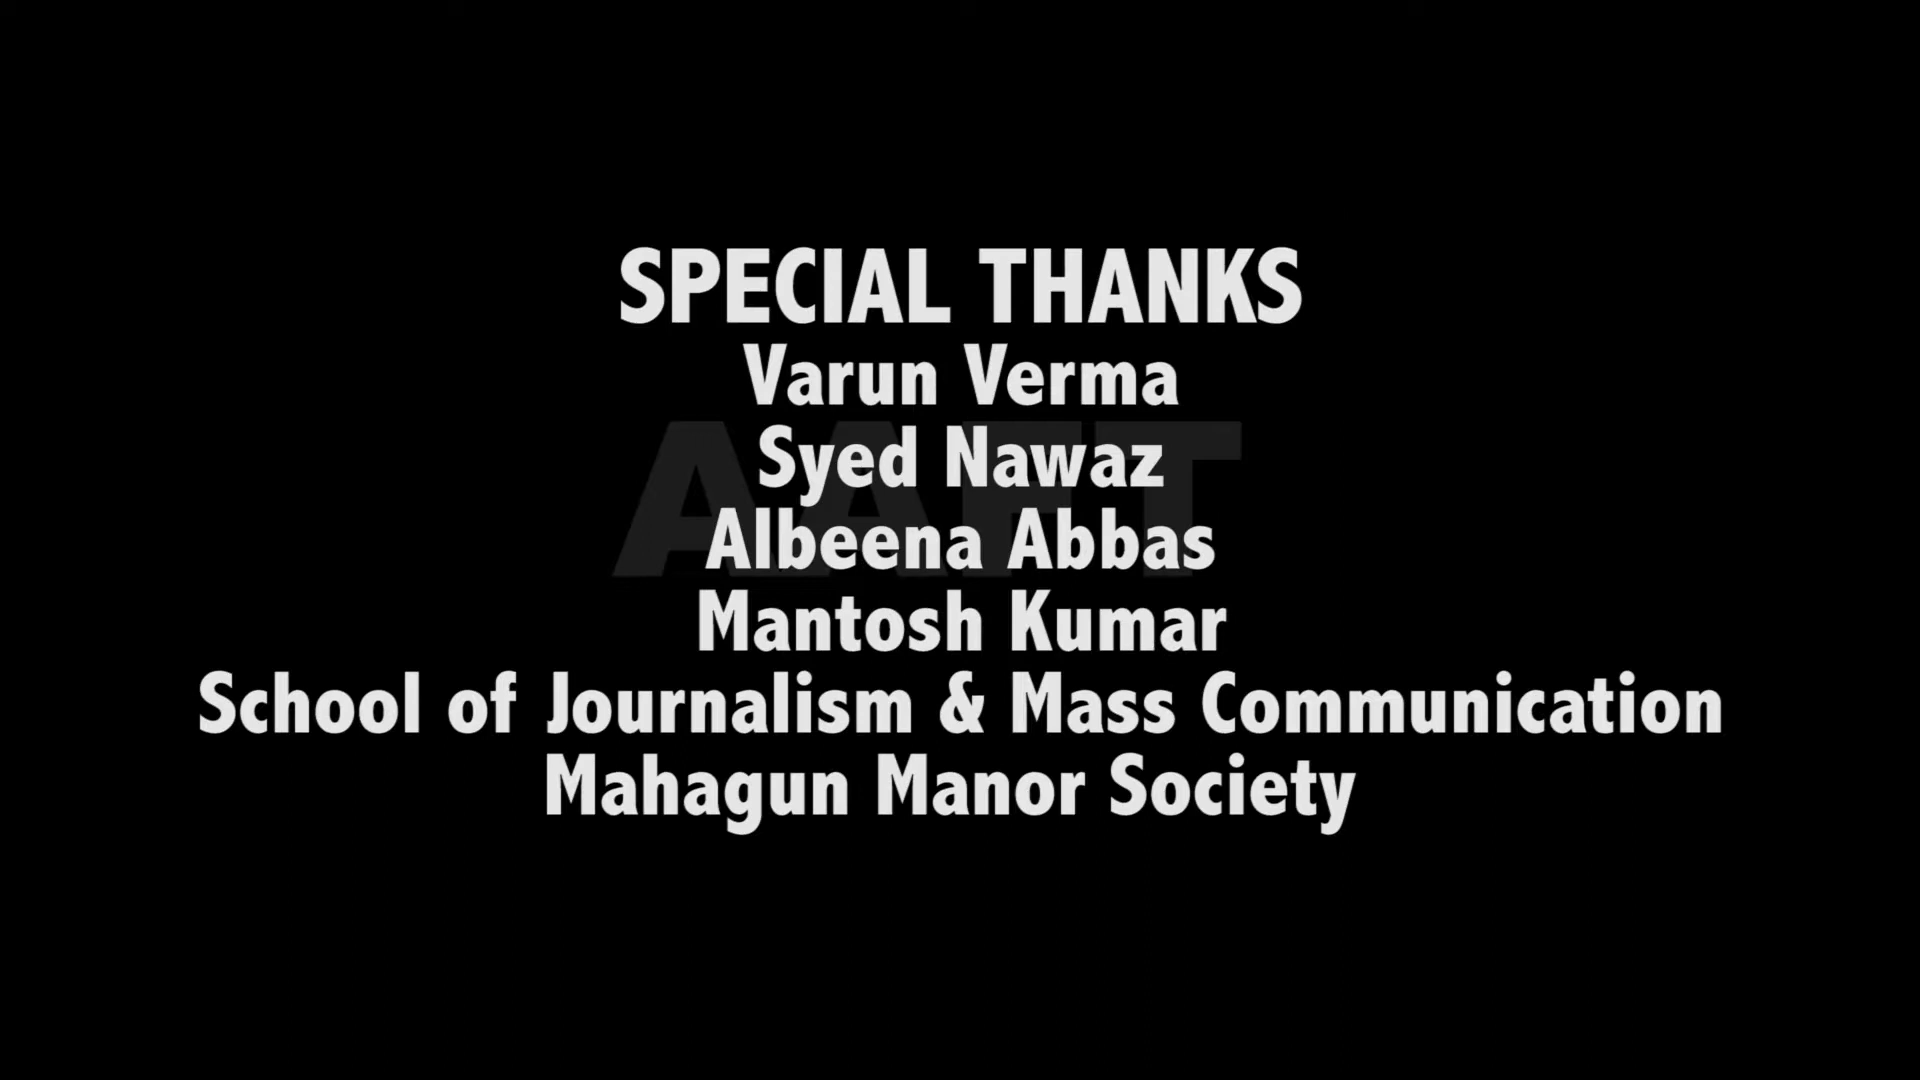 SPECIAL THANKS
Varun Verma
AAFT
Syed Nawaz
Albeena Abbas
Mantosh Kumar
School of Journalism & Mass Communication
Mahagun Manor Society